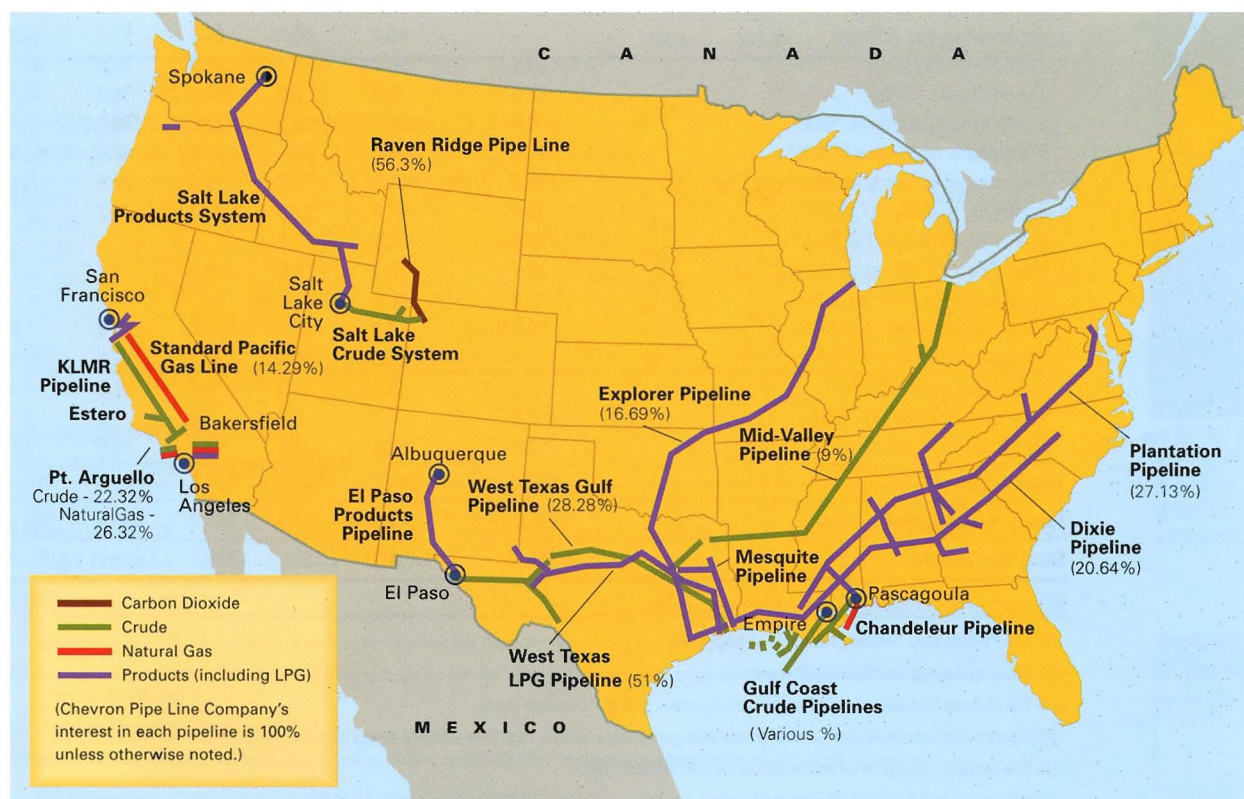 C A N A D A
Spokane
Raven Ridge Pipe Line
(56.3%)
Salt Lake
Products System
San
Francisco
Salt
Lake
City
Salt Lake
Crude System
Standard Pacific
Gas Line (14.29%)
KLMR
Pipeline
Estero
Bakersfield
Pt. Arguello
Crude - 22.32%
NaturalGas -
26.32%
Los
Angeles
Albuquerque
El Paso
Products
Pipeline
El Paso
Explorer Pipeline
(16.69%)
Mid-Valley
Pipeline (9%)
West Texas Gulf
Pipeline
(28.28%)
Plantation
Pipeline
(27.13%)
Dixie
Pipeline
(20.64%)
Mesquite
Pipeline
Pascagoula
Empire
Chandeleur Pipeline
West Texas
LPG Pipeline (51%)
Gulf Coast
Crude Pipelines
(Various %)
M E X I C O
Carbon Dioxide
Crude
Natural Gas
Products (including LPG)
(Chevron Pipe Line Company's
interest in each pipeline is 100%
unless otherwise noted.)